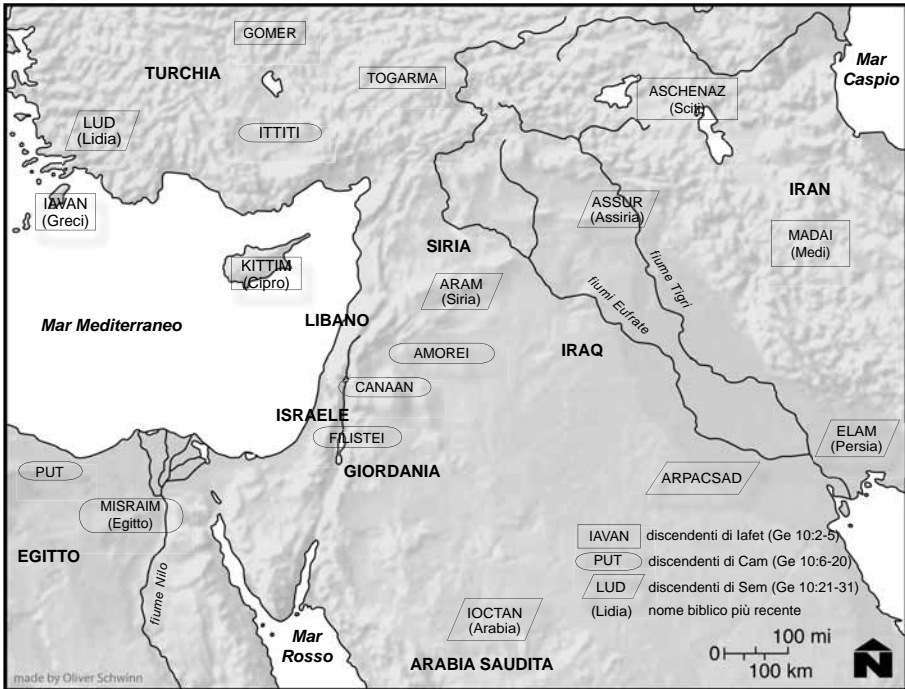 GOMER
Mar
Caspio
TURCHIA
TOGARMA
ASCHENAZ
(Sciti)
LUD
(Lidia)
ITTITI
IRAN
IAVAN
(Greci)
ASSUR
(Assiria)
MADAI
(Medi)
SIRIA
KITTIM
(Cipro)
fiume Tigri
ARAM
(Siria)
fiumi Eufrate
Mar Mediterraneo
LIBANO
AMOREI
IRAQ
CANAAN
ISRAELE
FILISTEI
ELAM
(Persia)
PUT
GIORDANIA
ARPACSAD
MISRAIM
(Egitto)
EGITTO
fiume Nilo
IAVAN discendenti di Iafet (Ge 10:2-5)
PUT discendenti di Cam (Ge 10:6-20)
LUD discendenti di Sem (Ge 10:21-31)
(Lidia) nome biblico più recente
IOCTAN
(Arabia)
Mar
Rosso
ARABIA SAUDITA
0 100 mi
100 km
N
made by Oliver Schwinn